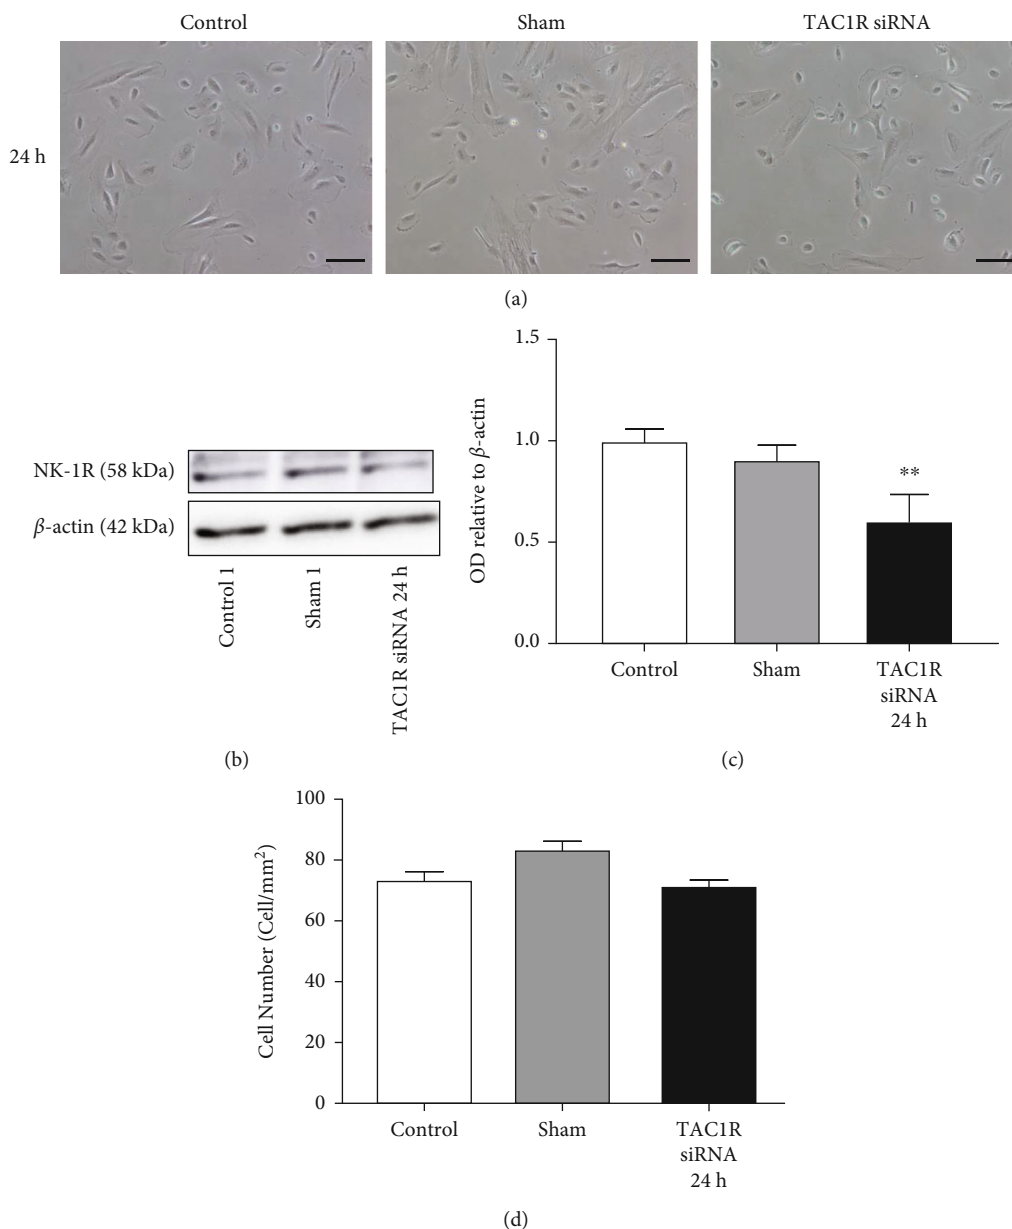 Control
Sham
TAC1R siRNA
24 h
(a)
NK-1R (58 kDa)
β-actin (42 kDa)
Control 1
Sham 1
TAC1R siRNA 24 h
(b)
OD relative to β-actin
1.5
1.0
0.5
0.0
**
Control
Sham
TAC1R
siRNA
24 h
(c)
Cell Number (Cell/mm²)
100
80
60
40
20
0
Control
Sham
TAC1R
siRNA
24 h
(d)